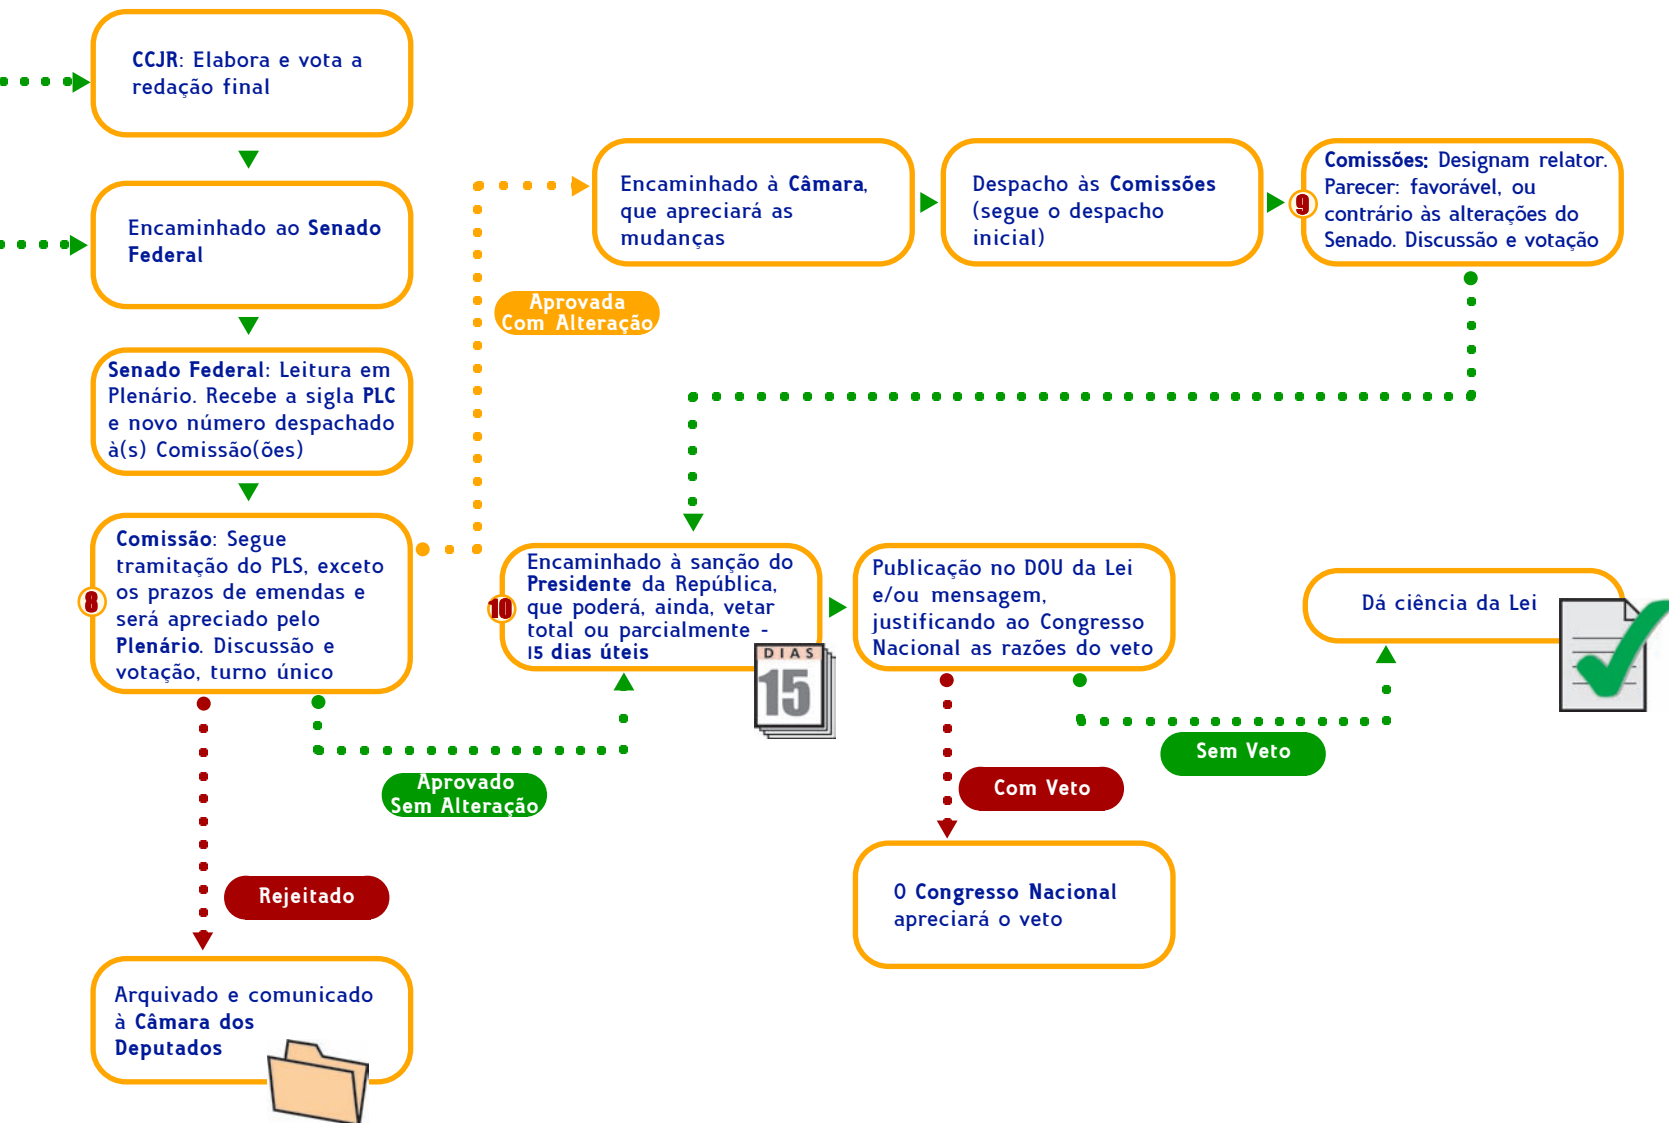 CCJR: Elabora e vota a
redação final
Encaminhado ao Senado
Federal
Senado Federal: Leitura em
Plenário. Recebe a sigla PLC
e novo número despachado
à(s) Comissão(ões)
8
Comissão: Segue
tramitação do PLS, exceto
os prazos de emendas e
será apreciado pelo
Plenário. Discussão e
votação, turno único
Rejeitado
Arquivado e comunicado
à Câmara dos
Deputados
Aprovado
Sem Alteração
Aprovada
Com Alteração
Encaminhado à Câmara,
que apreciará as
mudanças
Despacho às Comissões
(segue o despacho
inicial)
9
Comissões: Designam relator.
Parecer: favorável, ou
contrário às alterações do
Senado. Discussão e votação
10
Encaminhado à sanção do
Presidente da República,
que poderá, ainda, vetar
total ou parcialmente -
15 dias úteis
DIAS
15
Publicação no DOU da Lei
e/ou mensagem,
justificando ao Congresso
Nacional as razões do veto
Com Veto
O Congresso Nacional
apreciará o veto
Sem Veto
Dá ciência da Lei